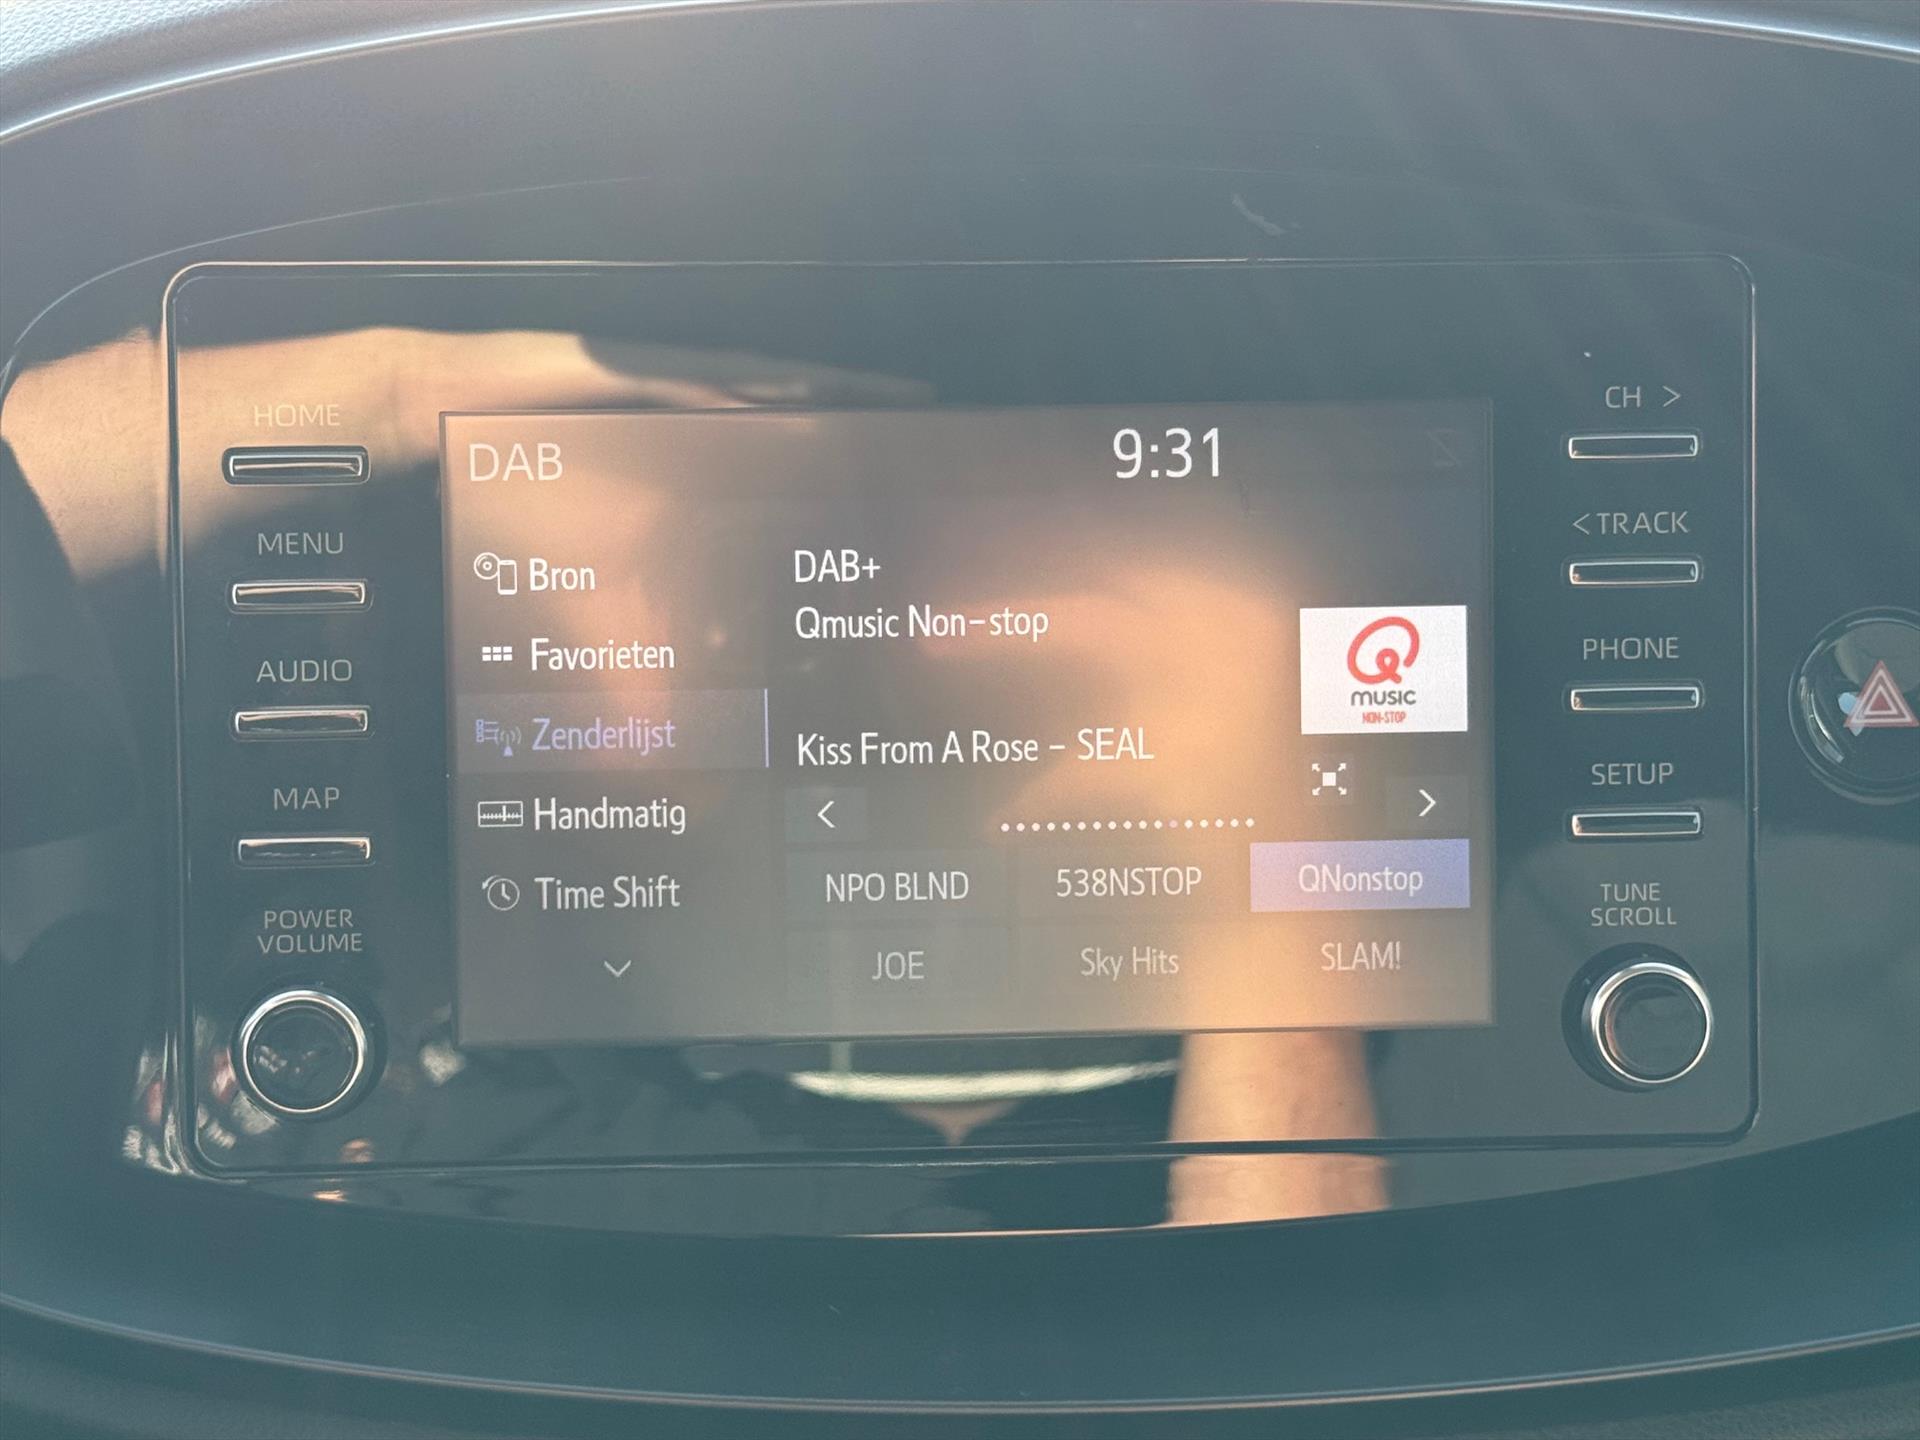 HOME
MENU
AUDIO
MAP
POWER
VOLUME
DAB
9:31
Bron
Favorieten
Zenderlijst
Handmatig
Time Shift
DAB+
Qmusic Non-stop
Kiss From A Rose - SEAL
Q
MUSIC
NON-STOP
<
>
NPO BLND
538NSTOP
QNonstop
JOE
Sky Hits
SLAM!
CH >
< TRACK
PHONE
SETUP
TUNE
SCROLL